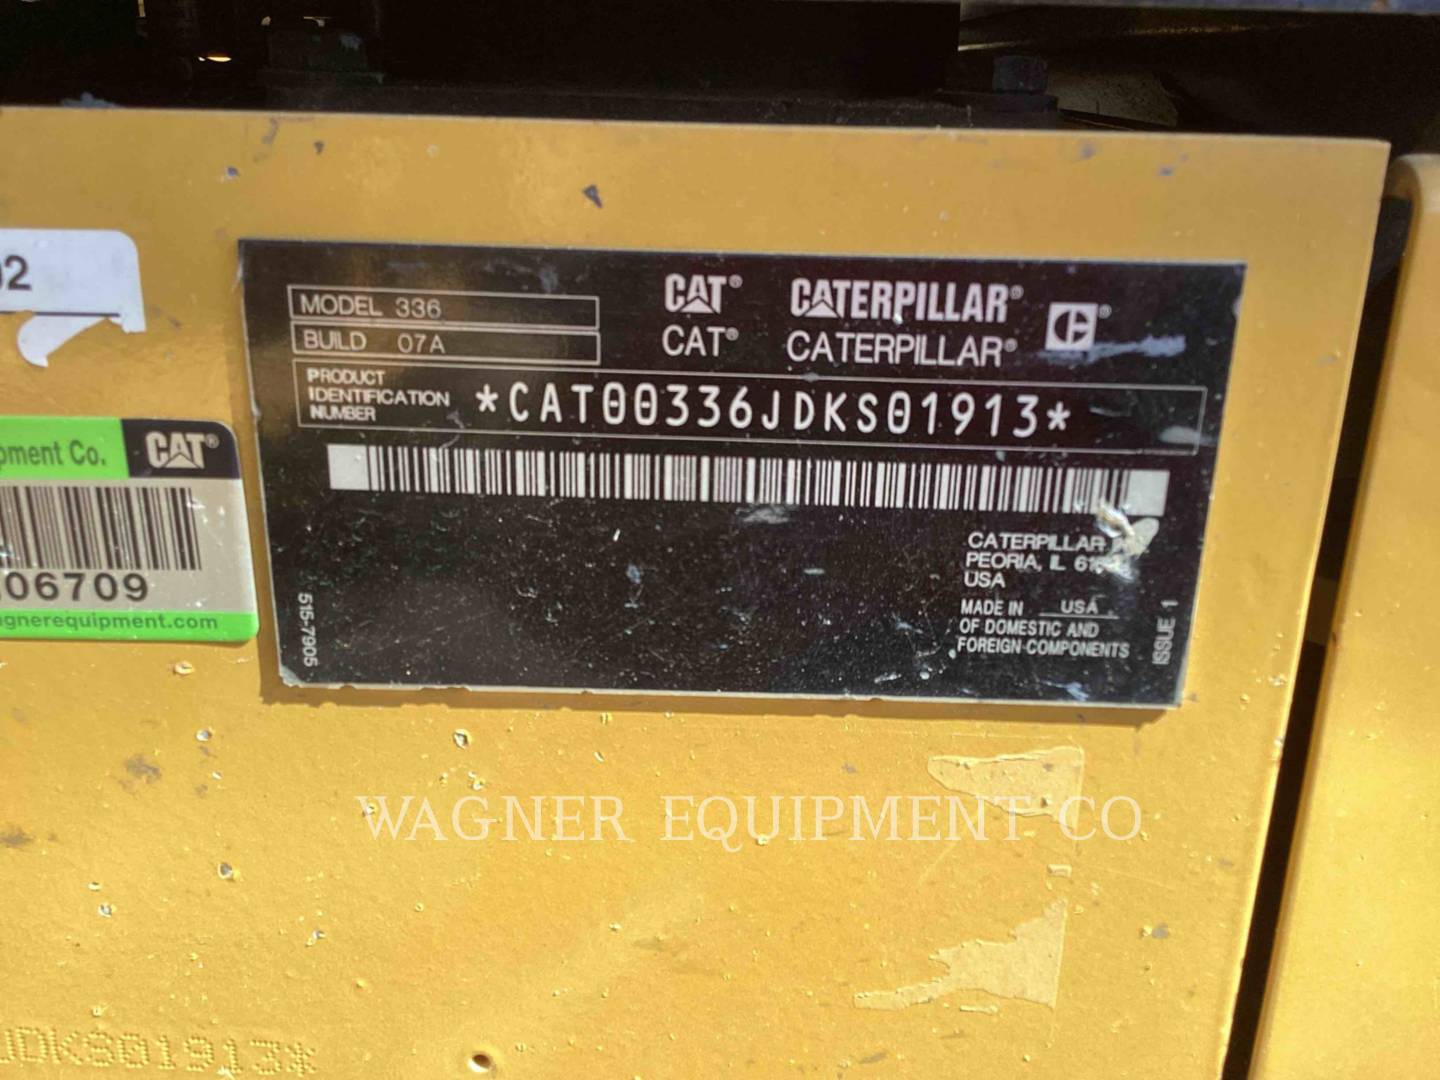 02
MODEL 336
BUILD 07A
CAT® CATERPILLAR®
CAT® CATERPILLAR®
PRODUCT
IDENTIFICATION
NUMBER
*CAT00336JDKS01913*
CATERPILLAR
PEORIA, IL
USA
MADE IN USA
OF DOMESTIC AND
FOREIGN COMPONENTS
515-7905
ISSUE 1
pment Co. CAT®
06709
gnerequipment.com
WAGNER EQUIPMENT CO
JDKS01913*